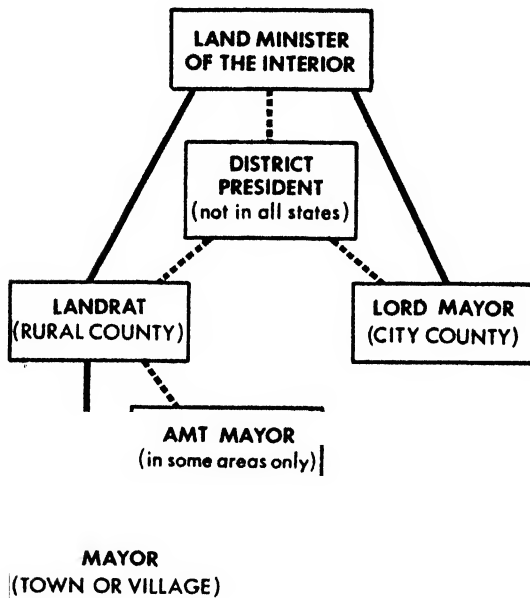 LAND MINISTER
OF THE INTERIOR
DISTRICT
PRESIDENT
(not in all states)
LANDRAT
(RURAL COUNTY)
LORD MAYOR
(CITY COUNTY)
AMT MAYOR
(in some areas only)
MAYOR
(TOWN OR VILLAGE)